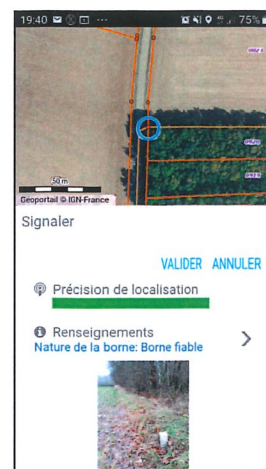 19:40
75%
50 m
Géoportail © IGN-France
Signaler
VALIDER ANNULER
Précision de localisation
Renseignements
Nature de la borne: Borne fiable